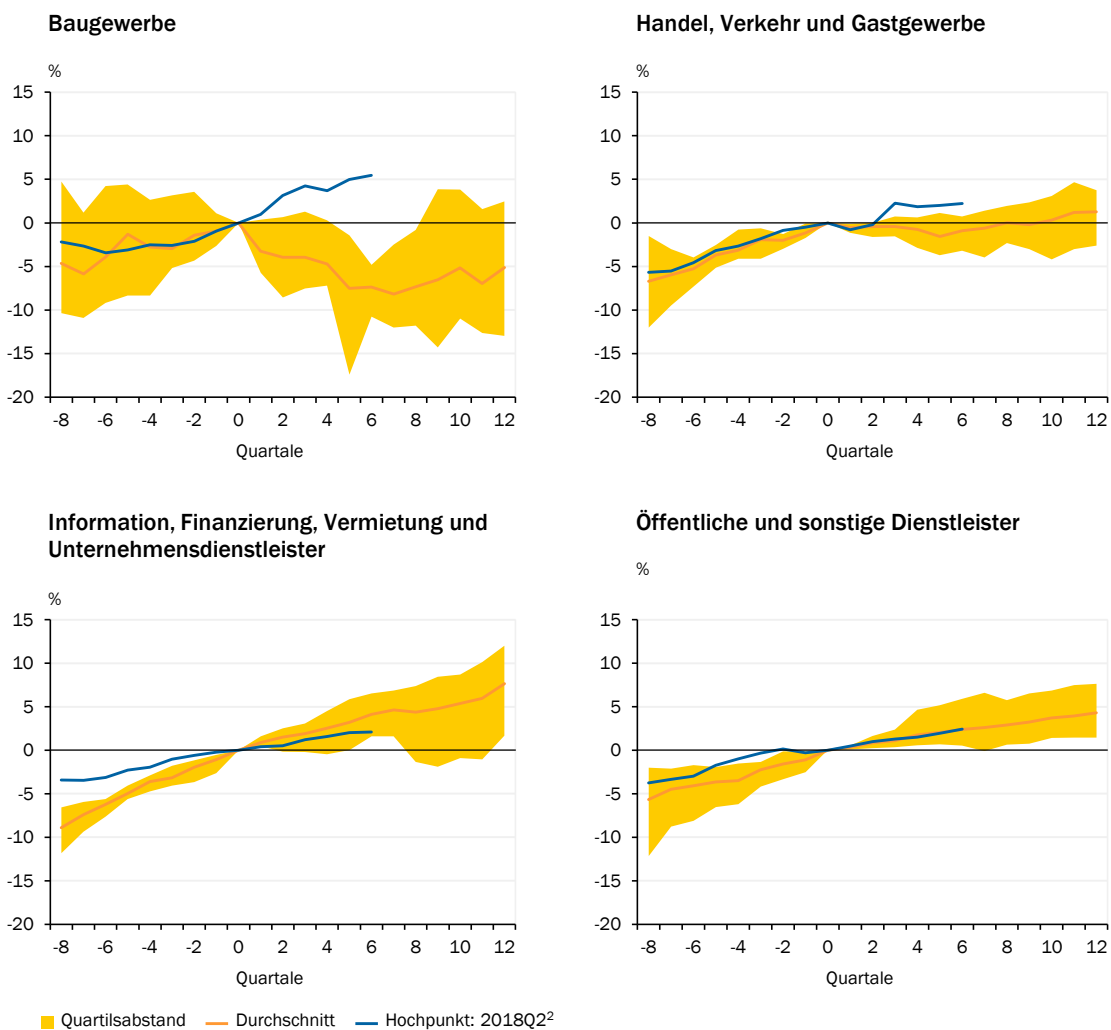 Baugewerbe
%
15
10
5
0
-5
-10
-15
-20
-8 -6 -4 -2 0 2 4 6 8 10 12
Quartale
Handel, Verkehr und Gastgewerbe
%
15
10
5
0
-5
-10
-15
-20
-8 -6 -4 -2 0 2 4 6 8 10 12
Quartale
Information, Finanzierung, Vermietung und
Unternehmensdienstleister
%
15
10
5
0
-5
-10
-15
-20
-8 -6 -4 -2 0 2 4 6 8 10 12
Quartale
Öffentliche und sonstige Dienstleister
%
15
10
5
0
-5
-10
-15
-20
-8 -6 -4 -2 0 2 4 6 8 10 12
Quartale
Quartilsabstand Durchschnitt Hochpunkt: 2018Q2²